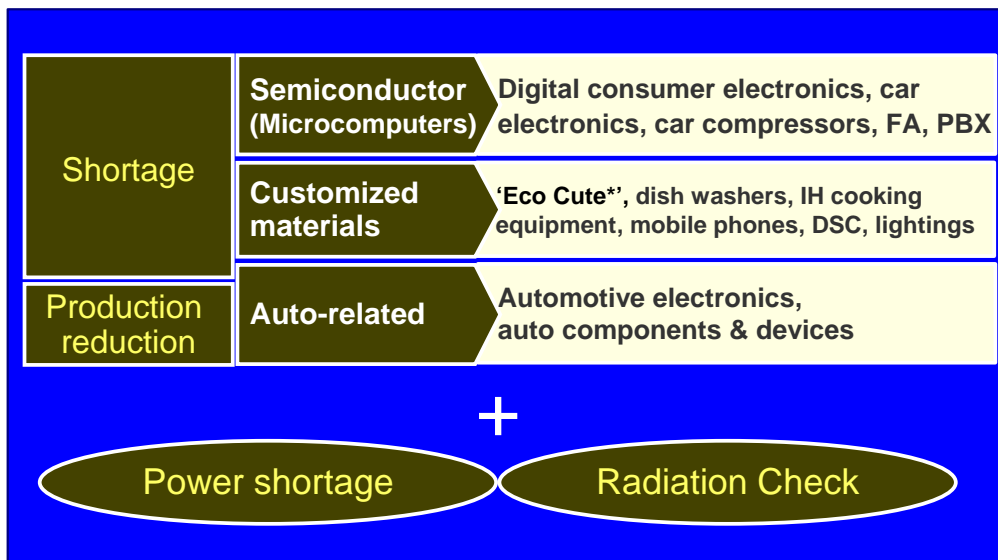 Shortage
Semiconductor
(Microcomputers)
Digital consumer electronics, car
electronics, car compressors, FA, PBX
Customized
materials
‘Eco Cute*’, dish washers, IH cooking
equipment, mobile phones, DSC, lightings
Production
reduction
Auto-related
Automotive electronics,
auto components & devices
+
Power shortage
Radiation Check